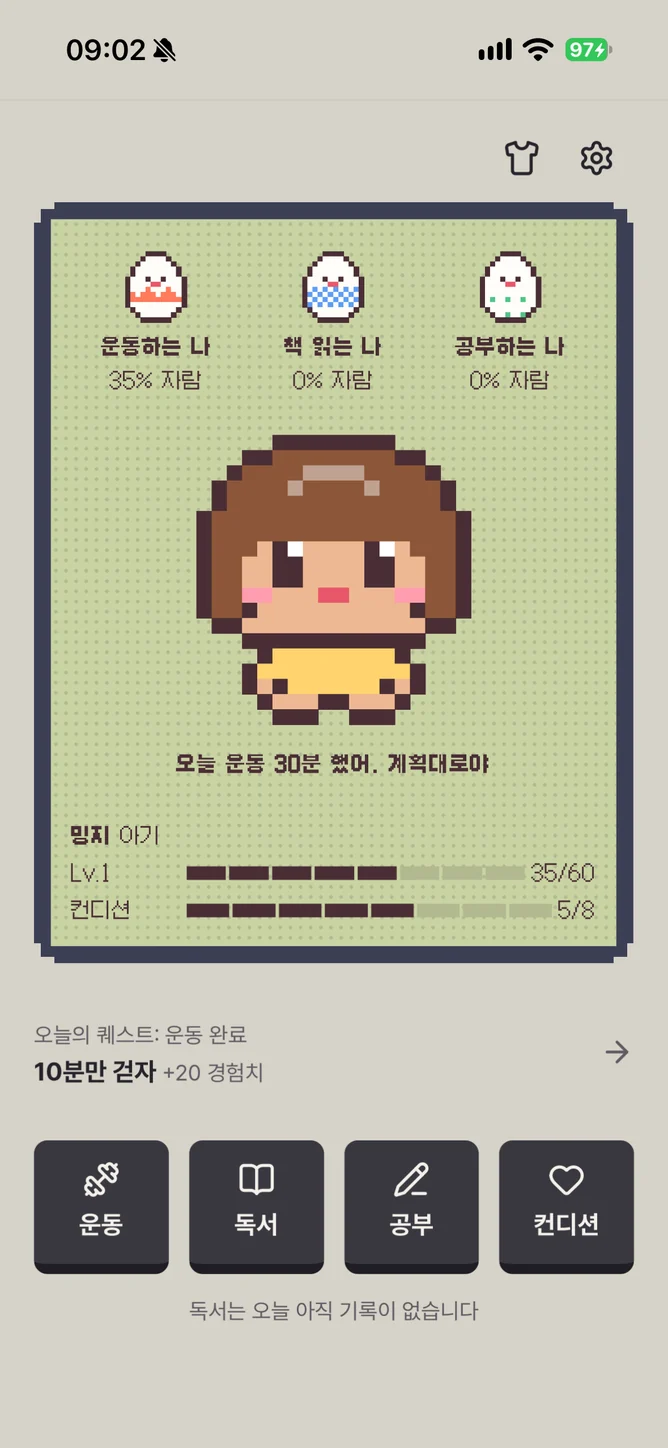 09:02
97
운동하는 나
책 읽는 나
공부하는 나
35% 자람
0% 자람
0% 자람
오늘 운동 30분 했어. 계획대로야
밍지 아기
Lv.1 35/60
컨디션 5/8
오늘의 퀘스트: 운동 완료
10분만 걷자 +20 경험치
운동
독서
공부
컨디션
독서는 오늘 아직 기록이 없습니다